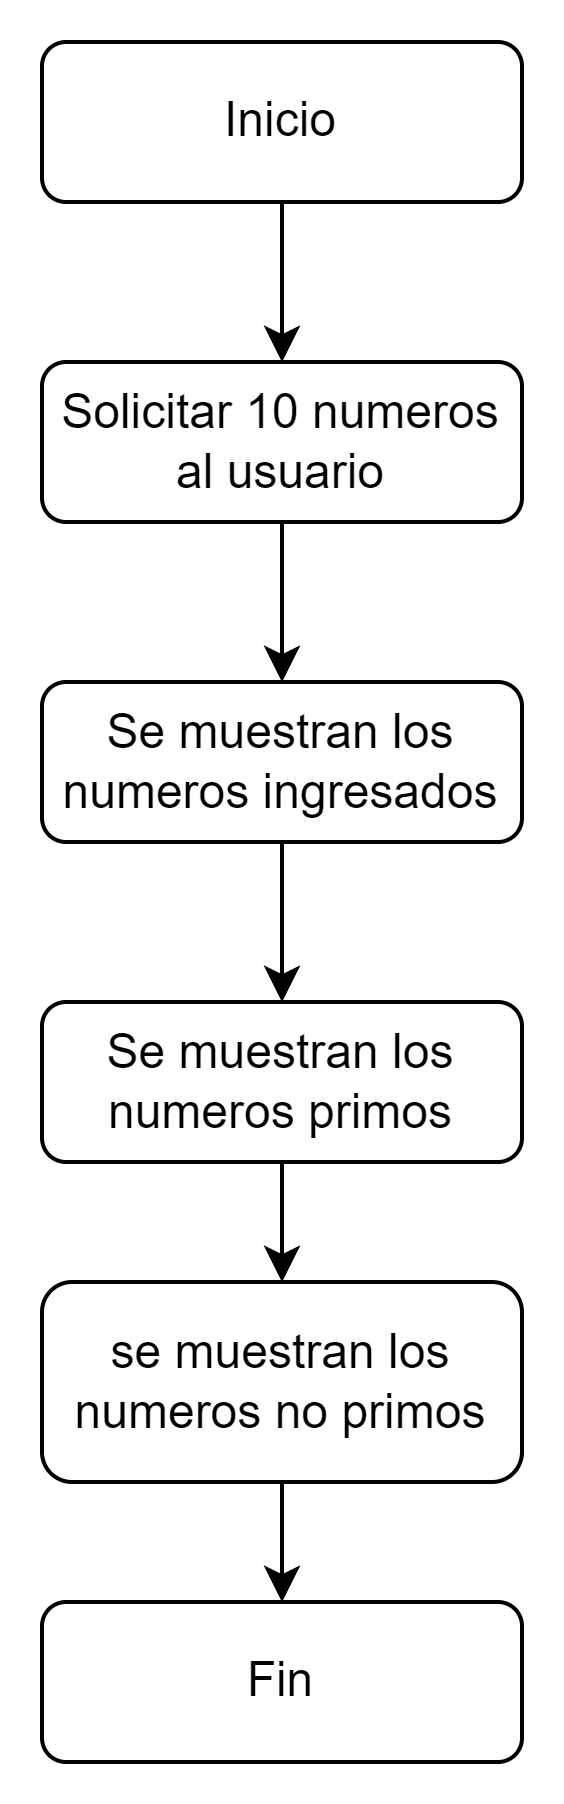 Inicio
Solicitar 10 numeros
al usuario
Se muestran los
numeros ingresados
Se muestran los
numeros primos
se muestran los
numeros no primos
Fin